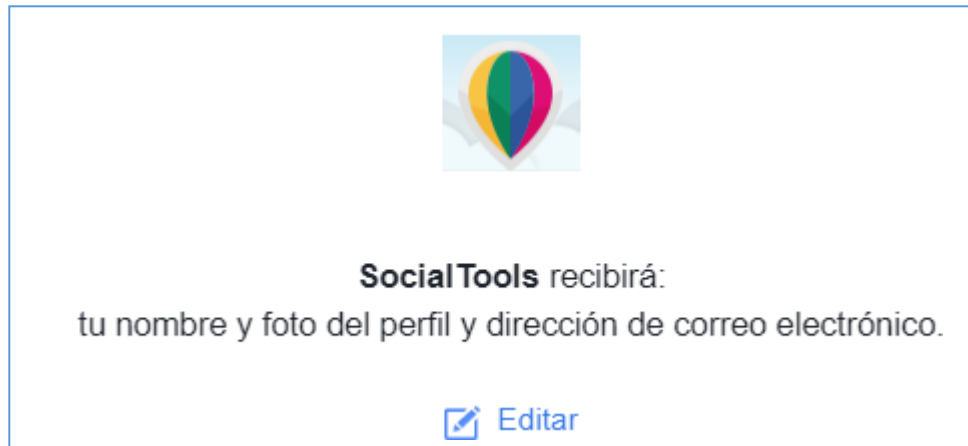 SocialTools recibirá:
tu nombre y foto del perfil y dirección de correo electrónico.
Editar